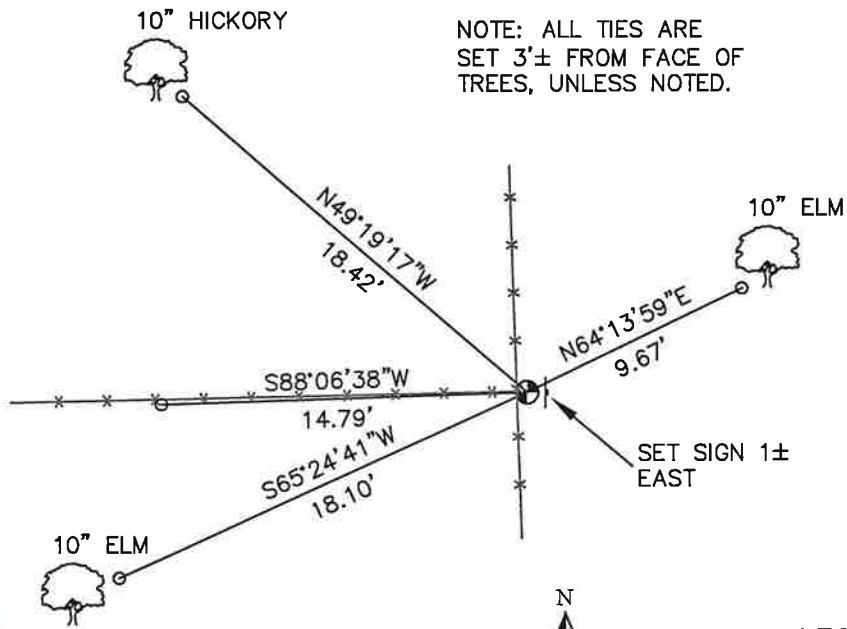 10" HICKORY
NOTE: ALL TIES ARE
SET 3'± FROM FACE OF
TREES, UNLESS NOTED.
10" ELM
N49°19'17"W
18.42'
N64°13'59"E
9.67'
S88°06'38"W
14.79'
S65°24'41"W
18.10'
SET SIGN 1±
EAST
10" ELM
N